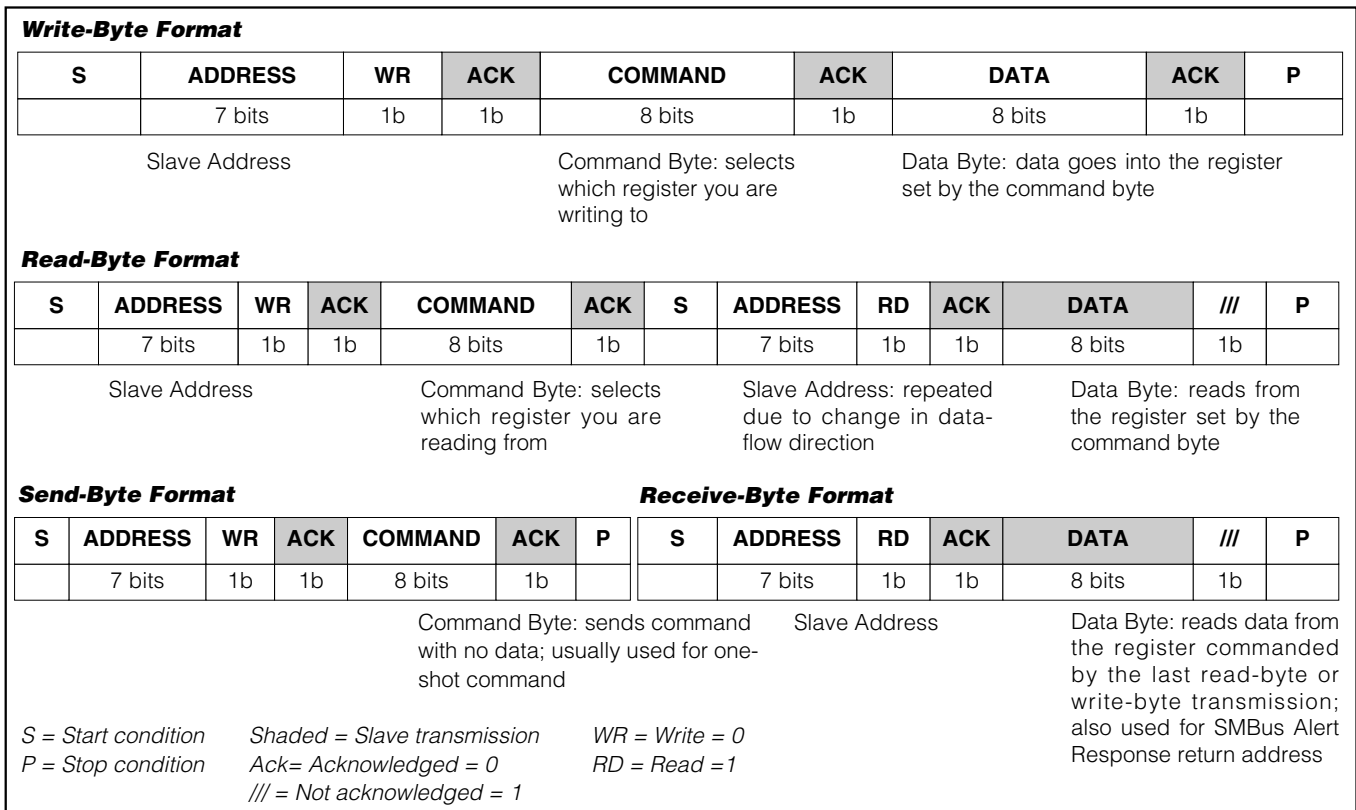 Write-Byte Format
S ADDRESS WR ACK COMMAND ACK DATA ACK P
7 bits 1b 1b 8 bits 1b 8 bits 1b
Slave Address
Command Byte: selects
which register you are
writing to
Data Byte: data goes into the register
set by the command byte
Read-Byte Format
S ADDRESS WR ACK COMMAND ACK S ADDRESS RD ACK DATA /// P
7 bits 1b 1b 8 bits 1b 7 bits 1b 1b 8 bits 1b
Slave Address
Command Byte: selects
which register you are
reading from
Slave Address: repeated
due to change in data-
flow direction
Data Byte: reads from
the register set by the
command byte
Send-Byte Format
S ADDRESS WR ACK COMMAND ACK P
7 bits 1b 1b 8 bits 1b
Command Byte: sends command
with no data; usually used for one-
shot command
Receive-Byte Format
S ADDRESS RD ACK DATA /// P
7 bits 1b 1b 8 bits 1b
Slave Address
Data Byte: reads data from
the register commanded
by the last read-byte or
write-byte transmission;
also used for SMBus Alert
Response return address
S = Start condition Shaded = Slave transmission WR = Write = 0
P = Stop condition Ack= Acknowledged = 0 RD = Read =1
/// = Not acknowledged = 1